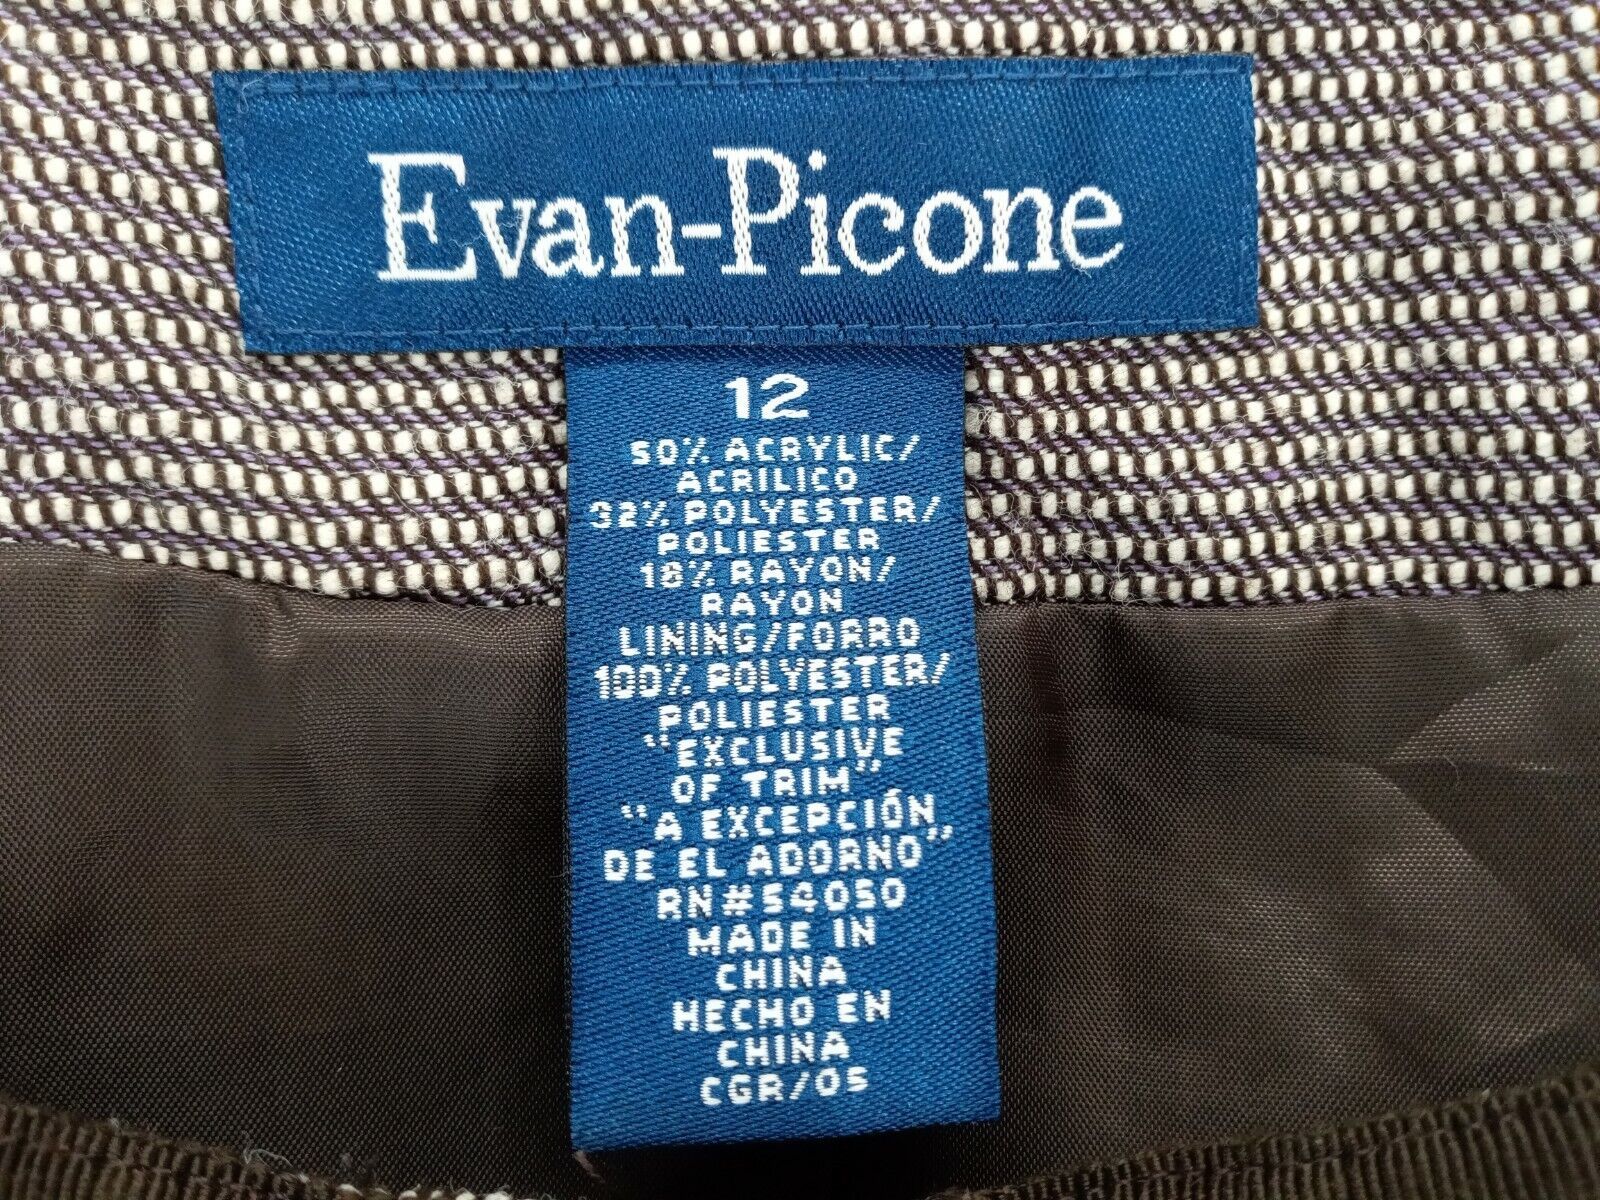 Evan-Picone
12
50% ACRYLIC/
ACRILICO
32% POLYESTER/
POLIESTER
18% RAYON/
RAYON
LINING/FORRO
100% POLYESTER/
POLIESTER
"EXCLUSIVE
OF TRIM"
"A EXCEPCIÓN
DE EL ADORNO"
RN#54050
MADE IN
CHINA
HECHO EN
CHINA
CGR/05